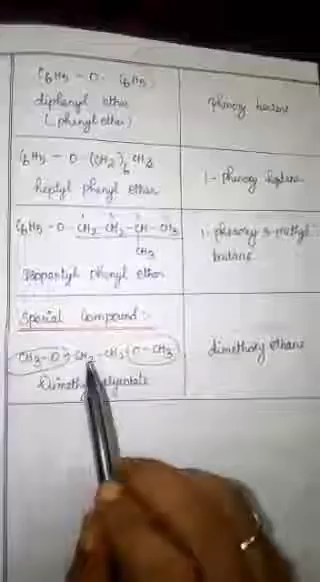 C6H5 - O - C6H5
diphenyl ether
(phenyl ether)
phenoxy benzene
C6H5 - O - (CH2)6 CH3
heptyl phenyl ether
1 - phenoxy heptane
C6H5 - O - CH2 - CH2 - CH - CH3
CH3
phenyl ether
1 - phenoxy 3-methyl
butane
Special Compound :-
CH3 - O - CH2 - CH2 - O - CH3
dimethoxy ethane